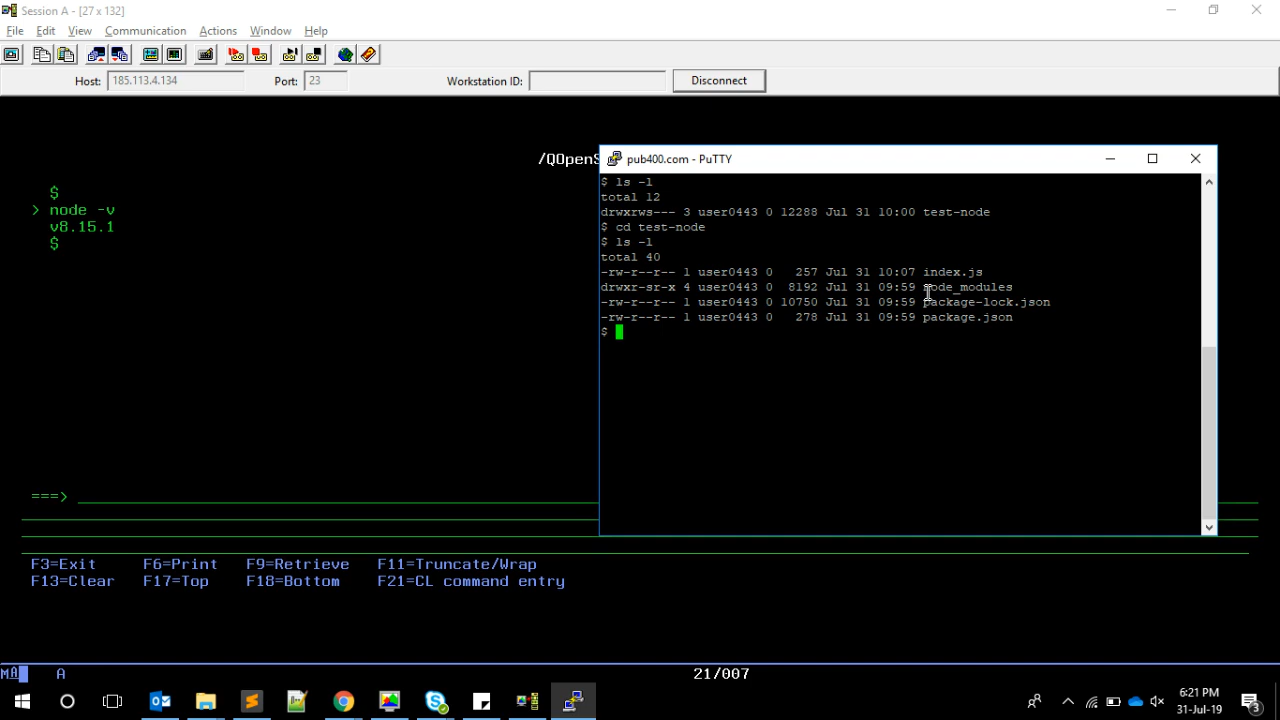 Session A - [27 x 132]
File Edit View Communication Actions Window Help
Host: 185.113.4.134 Port: 23 Workstation ID: Disconnect
/QOpenS
$
> node -v
v8.15.1
$
===>
F3=Exit F6=Print F9=Retrieve F11=Truncate/Wrap
F13=Clear F17=Top F18=Bottom F21=CL command entry
MA A 21/007
pub400.com - PuTTY
$ ls -l
total 12
drwxrws--- 3 user0443 0 12288 Jul 31 10:00 test-node
$ cd test-node
$ ls -l
total 40
-rw-r--r-- 1 user0443 0 257 Jul 31 10:07 index.js
drwxr-sr-x 4 user0443 0 8192 Jul 31 09:59 node_modules
-rw-r--r-- 1 user0443 0 10750 Jul 31 09:59 package-lock.json
-rw-r--r-- 1 user0443 0 278 Jul 31 09:59 package.json
$
6:21 PM
31-Jul-19
3